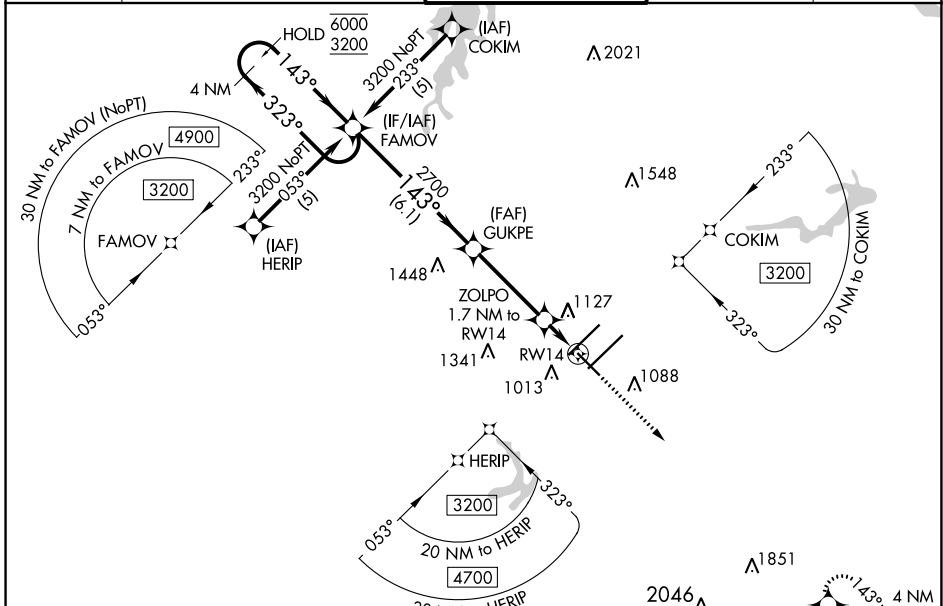 HOLD 6000
3200
(IAF)
COKIM
3200 NoPT
233°
(5)
2021
143°
4 NM
323°
(IF/IAF)
FAMOV
30 NM to FAMOV (NoPT)
4900
7 NM to FAMOV
3200
233°
FAMOV
053°
3200 NoPT
053°
(5)
(IAF)
HERIP
2700
143°
(6.1)
1548
233°
COKIM
3200
323°
30 NM to COKIM
(FAF)
GUKPE
1448
ZOLPO
1.7 NM to
RW14
1127
1341
RW14
1013
1088
HERIP
3200
053°
323°
20 NM to HERIP
4700
HERIP
1851
2046
143°
4 NM